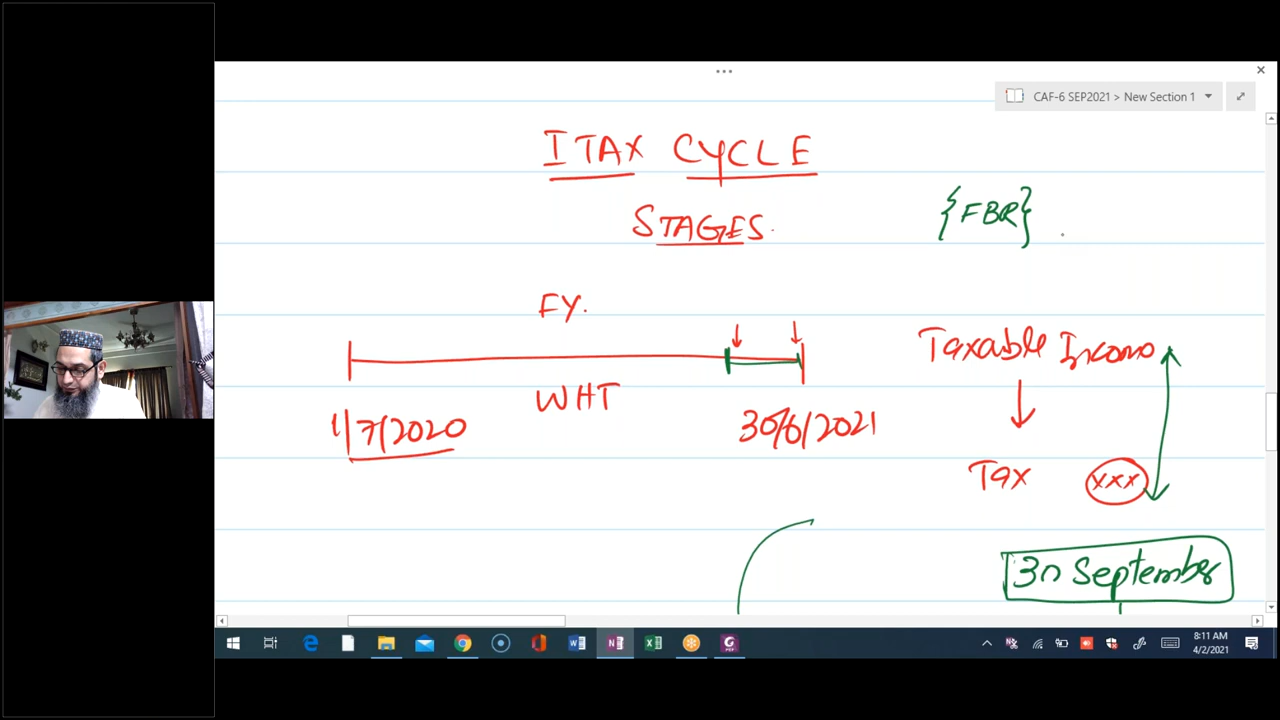 CAF-6 SEP2021 > New Section 1
I TAX CYCLE
STAGES
{FBR}
FY.
Taxable Income
WHT
1/7/2020
30/6/2021
Tax xxx
30 September
8:11 AM
4/2/2021